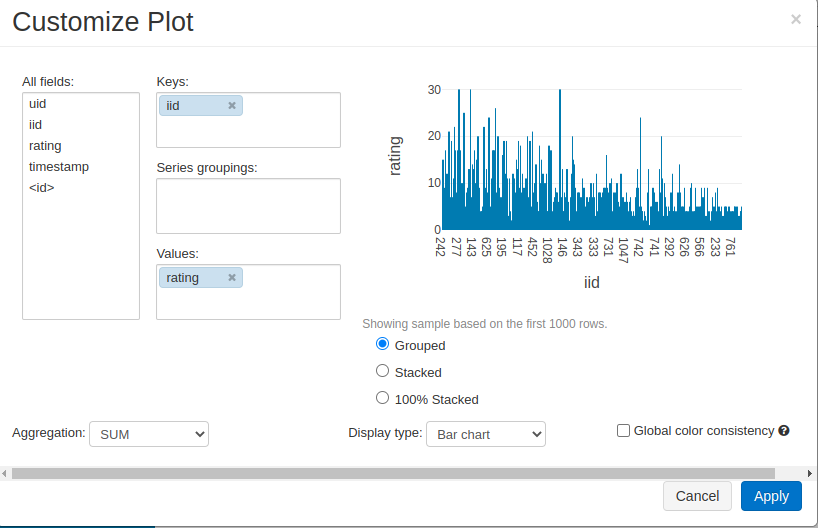 Customize Plot
×
All fields:
uid
iid
rating
timestamp
<id>
Keys:
iid ×
Series groupings:
Values:
rating ×
rating
30
20
10
0
242 277 143 625 195 117 452 1028 146 343 333 731 1047 742 741 292 626 566 233 761
iid
Showing sample based on the first 1000 rows.
Grouped
Stacked
100% Stacked
Aggregation: SUM
Display type: Bar chart
Global color consistency ?
Cancel Apply